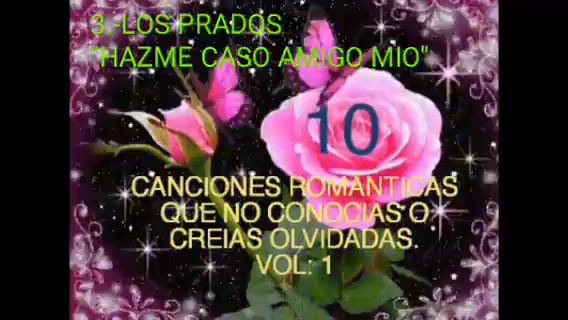 3.-LOS PRADOS
"HAZME CASO AMIGO MIO"
10
CANCIONES ROMANTICAS
QUE NO CONOCIAS O
CREIAS OLVIDADAS.
VOL: 1